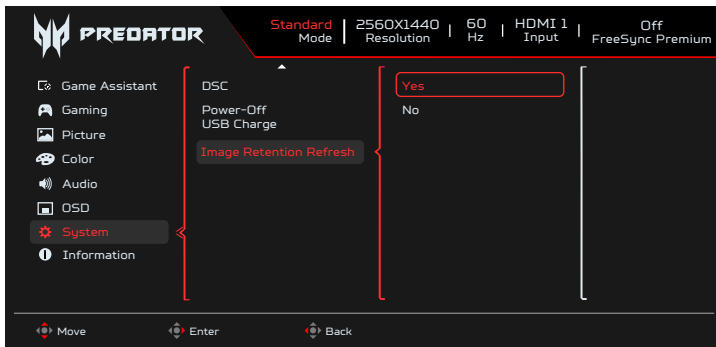 PREDATOR
Standard Mode
2560X1440 Resolution
60 Hz
HDMI 1 Input
Off FreeSync Premium
Game Assistant
Gaming
Picture
Color
Audio
OSD
System
Information
DSC
Power-Off
USB Charge
Image Retention Refresh
Yes
No
Move
Enter
Back